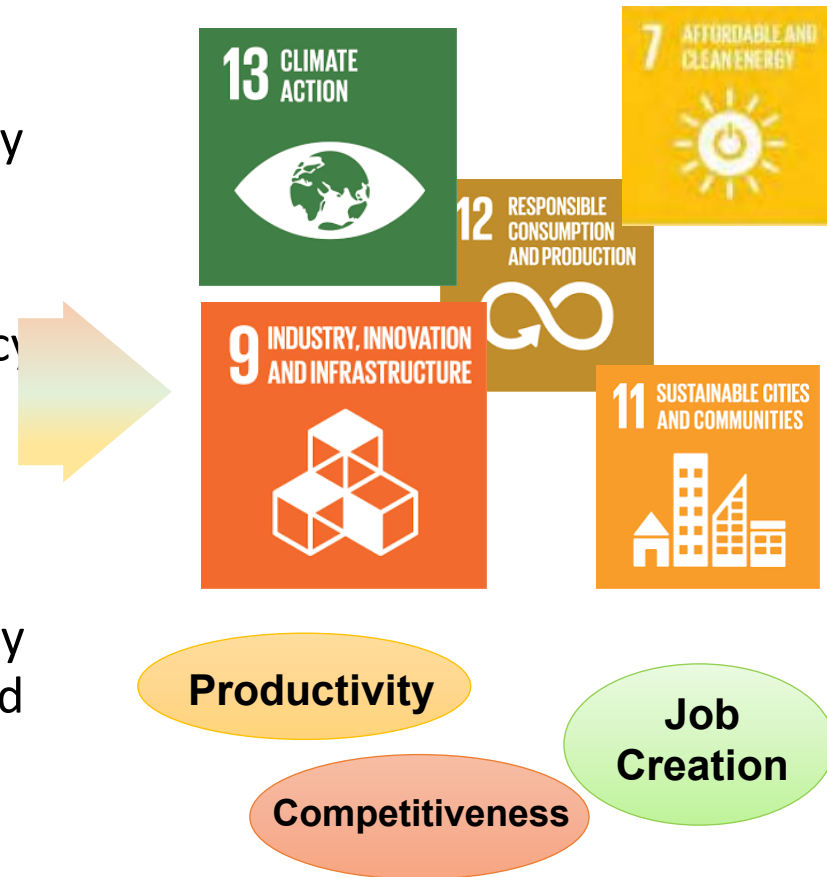 13 CLIMATE
ACTION
7 AFFORDABLE AND
CLEAN ENERGY
y
12 RESPONSIBLE
CONSUMPTION
AND PRODUCTION
cy
9 INDUSTRY, INNOVATION
AND INFRASTRUCTURE
11 SUSTAINABLE CITIES
AND COMMUNITIES
y
d
Productivity
Job
Creation
Competitiveness